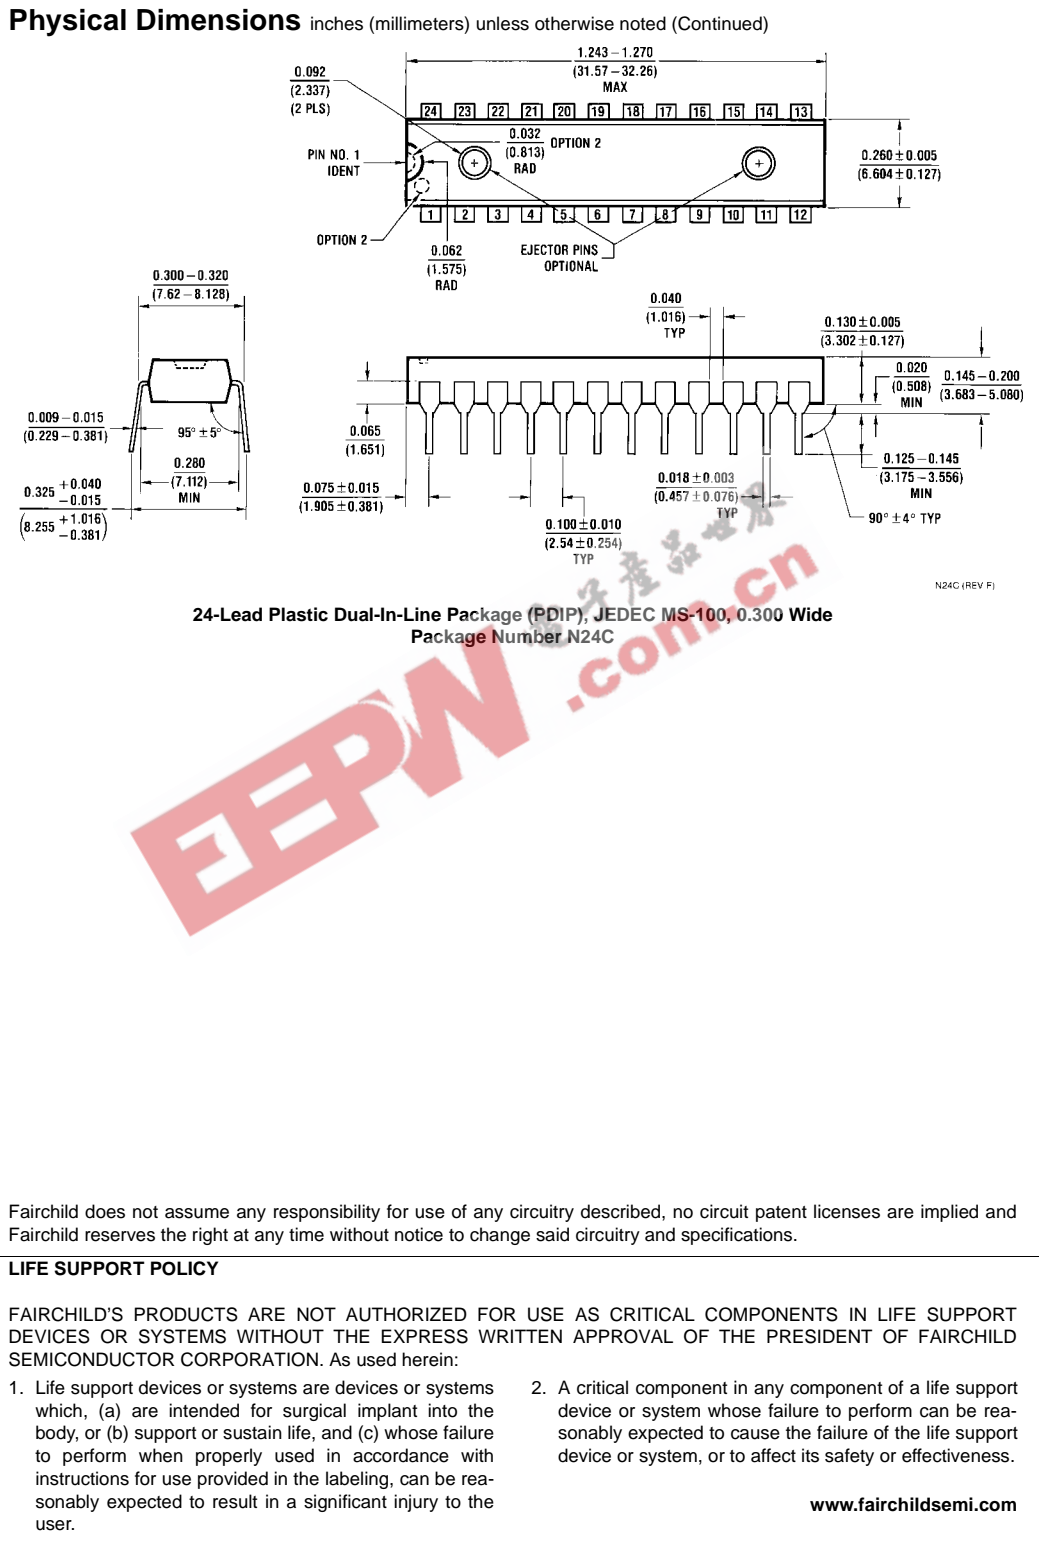 Physical Dimensions inches (millimeters) unless otherwise noted (Continued)
1.243 – 1.270
(31.57 – 32.26)
MAX
0.092
(2.337)
(2 PLS)
24 23 22 21 20 19 18 17 16 15 14 13
0.032
(0.813)
RAD
OPTION 2
PIN NO. 1
IDENT
0.260 ± 0.005
(6.604 ± 0.127)
1 2 3 4 5 6 7 8 9 10 11 12
OPTION 2
0.062
(1.575)
RAD
EJECTOR PINS
OPTIONAL
0.300 – 0.320
(7.62 – 8.128)
0.040
(1.016)
TYP
0.130 ± 0.005
(3.302 ± 0.127)
0.020
(0.508)
MIN
0.145 – 0.200
(3.683 – 5.080)
0.009 – 0.015
(0.229 – 0.381)
95° ± 5°
0.065
(1.651)
0.280
(7.112)
MIN
0.325 +0.040
–0.015
(8.255 +1.016
–0.381)
0.075 ± 0.015
(1.905 ± 0.381)
0.100 ± 0.010
(2.54 ± 0.254)
TYP
0.018 ± 0.003
(0.457 ± 0.076)
TYP
0.125 – 0.145
(3.175 – 3.556)
MIN
90° ± 4° TYP
N24C (REV F)
24-Lead Plastic Dual-In-Line Package (PDIP), JEDEC MS-100, 0.300 Wide
Package Number N24C
電子產品世界
EEPW.com.cn
Fairchild does not assume any responsibility for use of any circuitry described, no circuit patent licenses are implied and
Fairchild reserves the right at any time without notice to change said circuitry and specifications.
LIFE SUPPORT POLICY
FAIRCHILD'S PRODUCTS ARE NOT AUTHORIZED FOR USE AS CRITICAL COMPONENTS IN LIFE SUPPORT
DEVICES OR SYSTEMS WITHOUT THE EXPRESS WRITTEN APPROVAL OF THE PRESIDENT OF FAIRCHILD
SEMICONDUCTOR CORPORATION. As used herein:
1. Life support devices or systems are devices or systems
which, (a) are intended for surgical implant into the
body, or (b) support or sustain life, and (c) whose failure
to perform when properly used in accordance with
instructions for use provided in the labeling, can be rea-
sonably expected to result in a significant injury to the
user.
2. A critical component in any component of a life support
device or system whose failure to perform can be rea-
sonably expected to cause the failure of the life support
device or system, or to affect its safety or effectiveness.
www.fairchildsemi.com